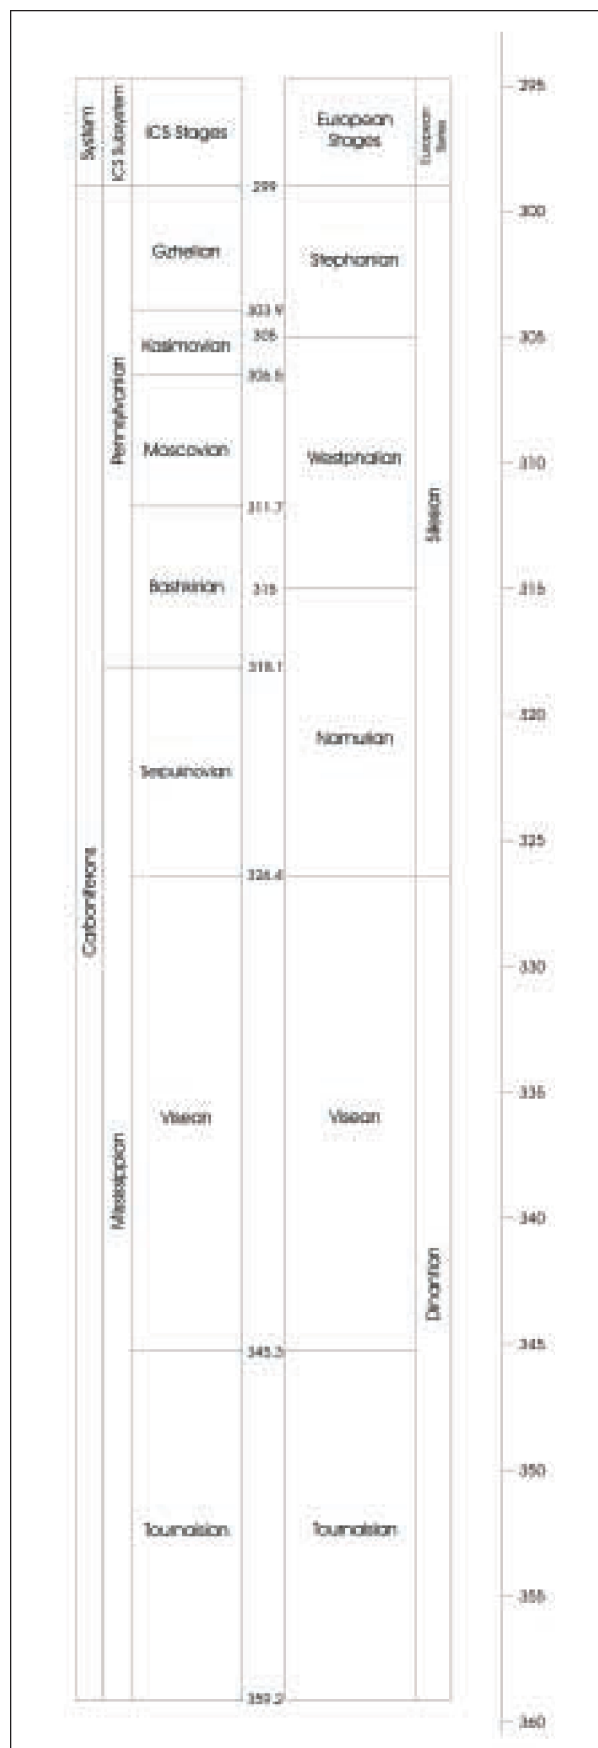 System
ICS Subsystem
ICS Stages
European
Stages
European
Series
299
Gzhelian
303.9
305
Kasimovian
306.5
Moscovian
311.7
Bashkirian
315
318.1
Serpukhovian
326.4
Visean
345.3
Tournaisian
359.2
Pennsylvanian
Mississippian
Carboniferous
Stephanian
Westphalian
Namurian
Visean
Tournaisian
Silesian
Dinantian
295
300
305
310
315
320
325
330
335
340
345
350
355
360